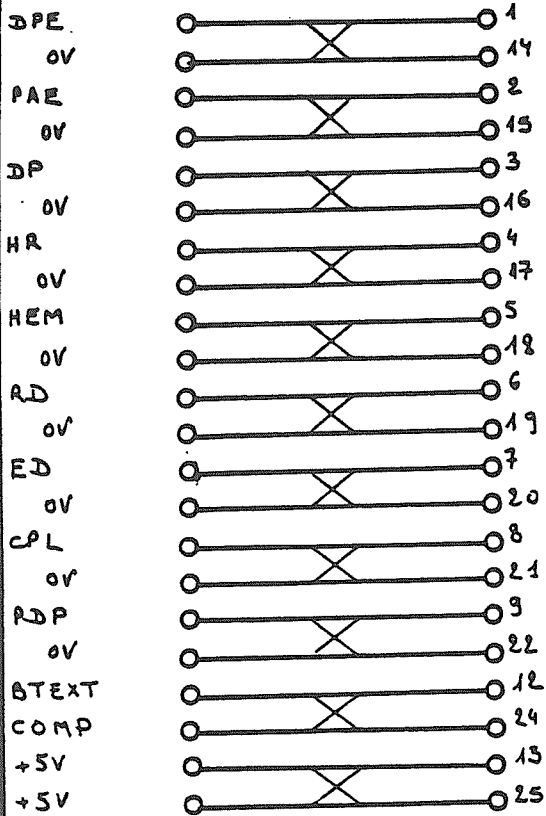 DPE 1
0V 14
PAE 2
0V 15
DP 3
0V 16
HR 4
0V 17
HEM 5
0V 18
RD 6
0V 19
ED 7
0V 20
CPL 8
0V 21
RDP 9
0V 22
BTEXT 12
COMP 24
+5V 13
+5V 25